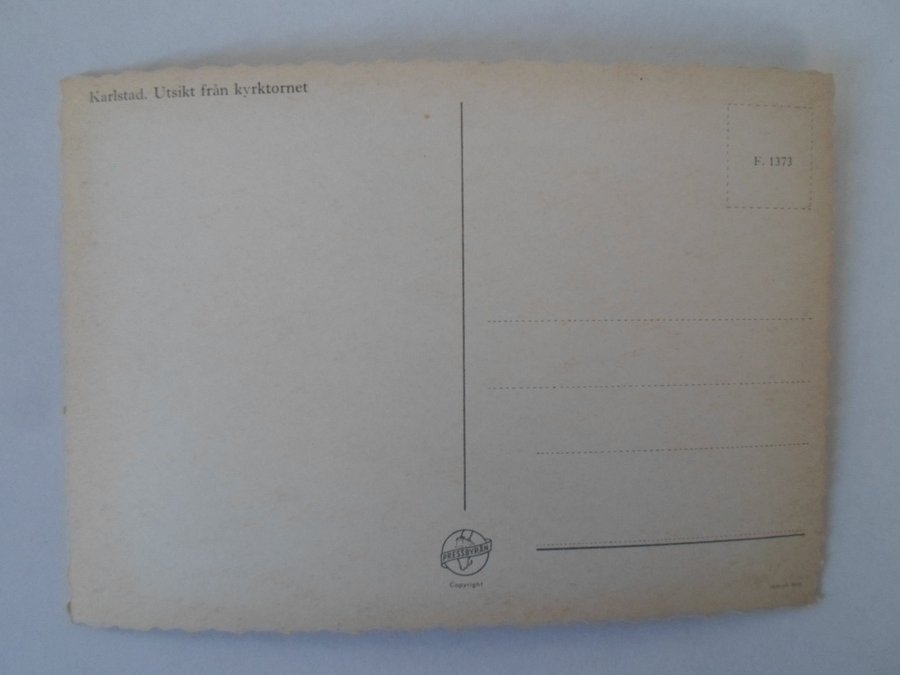 Karlstad. Utsikt från kyrktornet
F. 1373
PRESSBYRÅN
Copyright